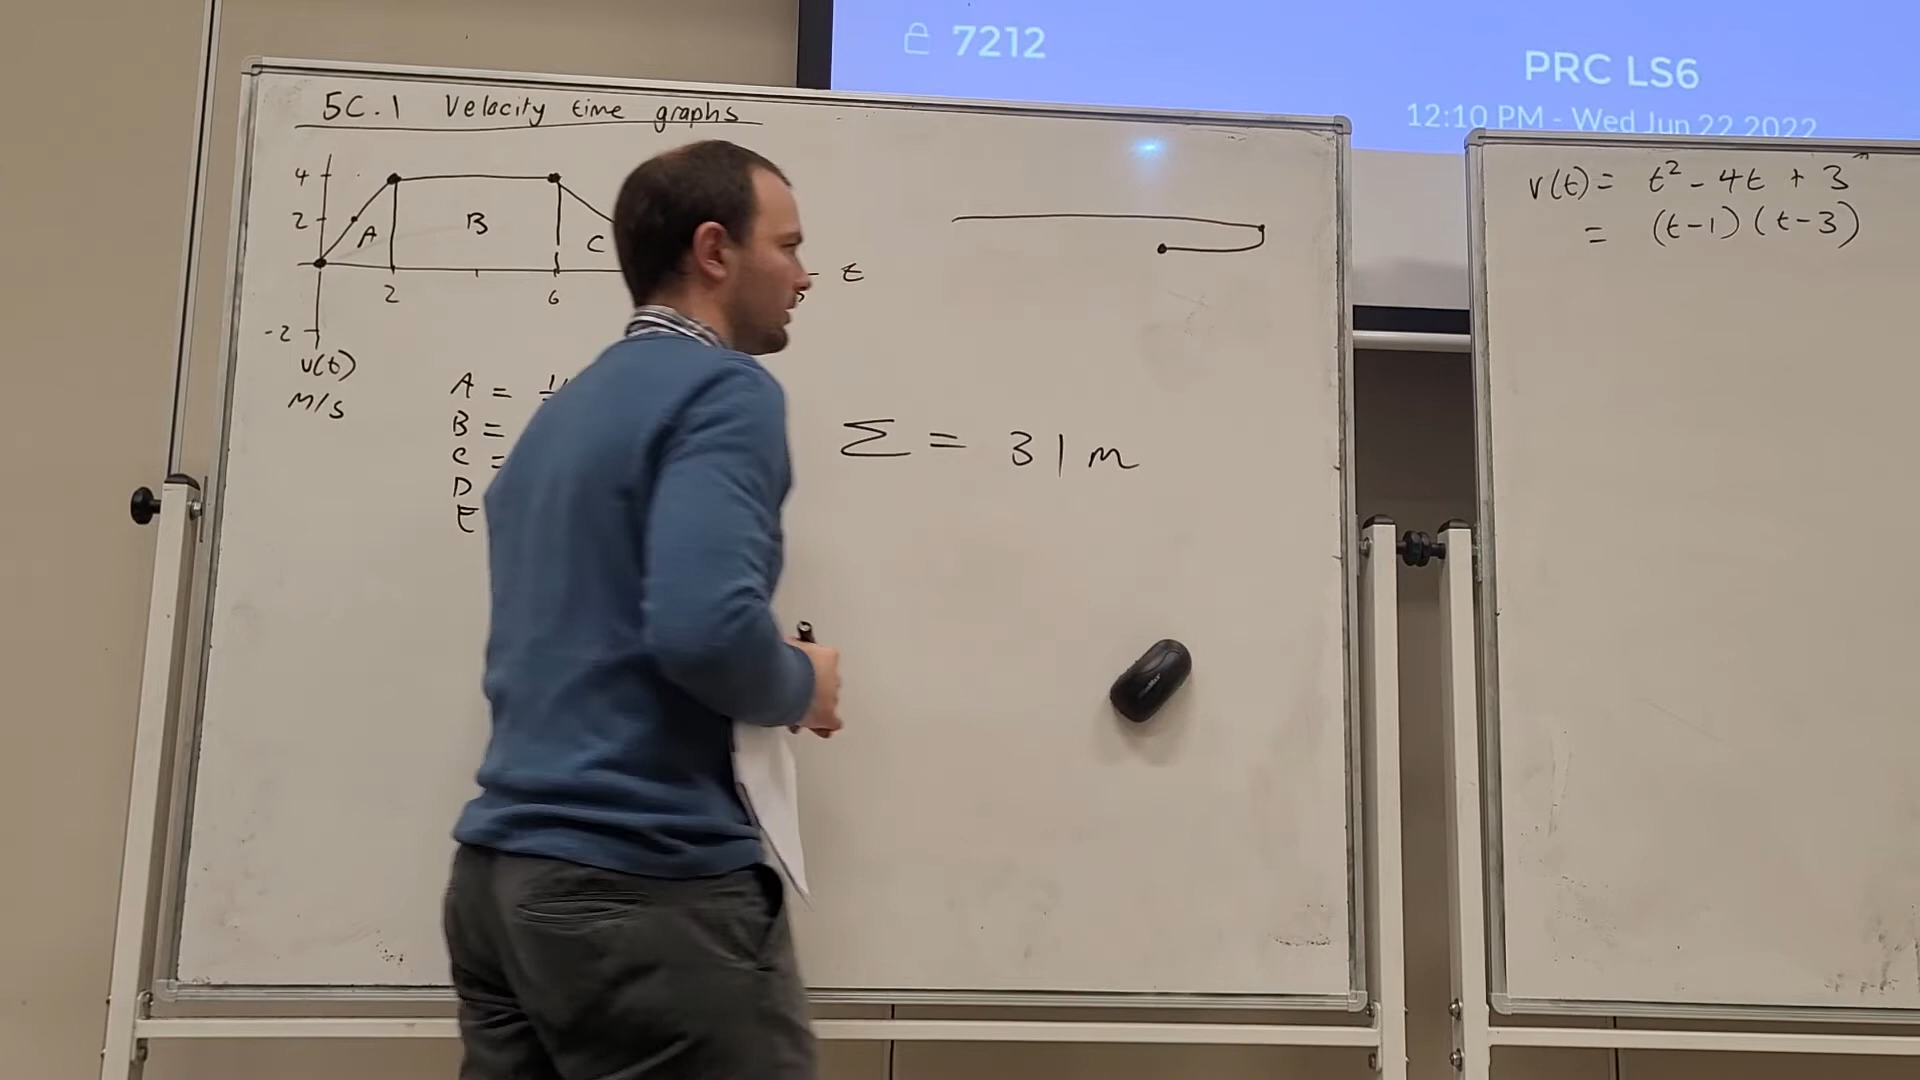 7212
PRC LS6
12:10 PM - Wed Jun 22 2022
5C.1 Velocity time graphs
4
2
A
B
C
t
2
6
-2
v(t)
M/S
A =
B =
C =
D
E
Σ = 31m
v(t) = t² - 4t + 3
= (t-1)(t-3)